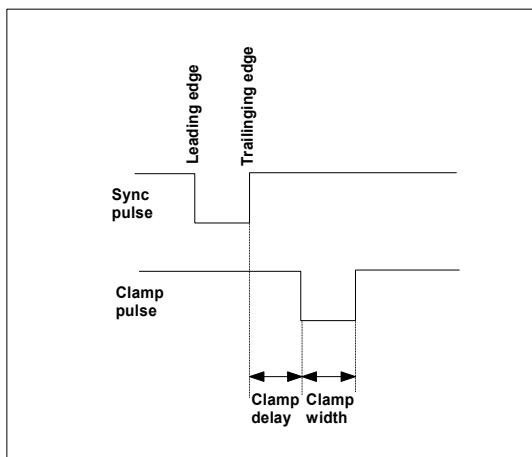 Leading edge
Trailinging edge
Sync
pulse
Clamp
pulse
Clamp
delay
Clamp
width